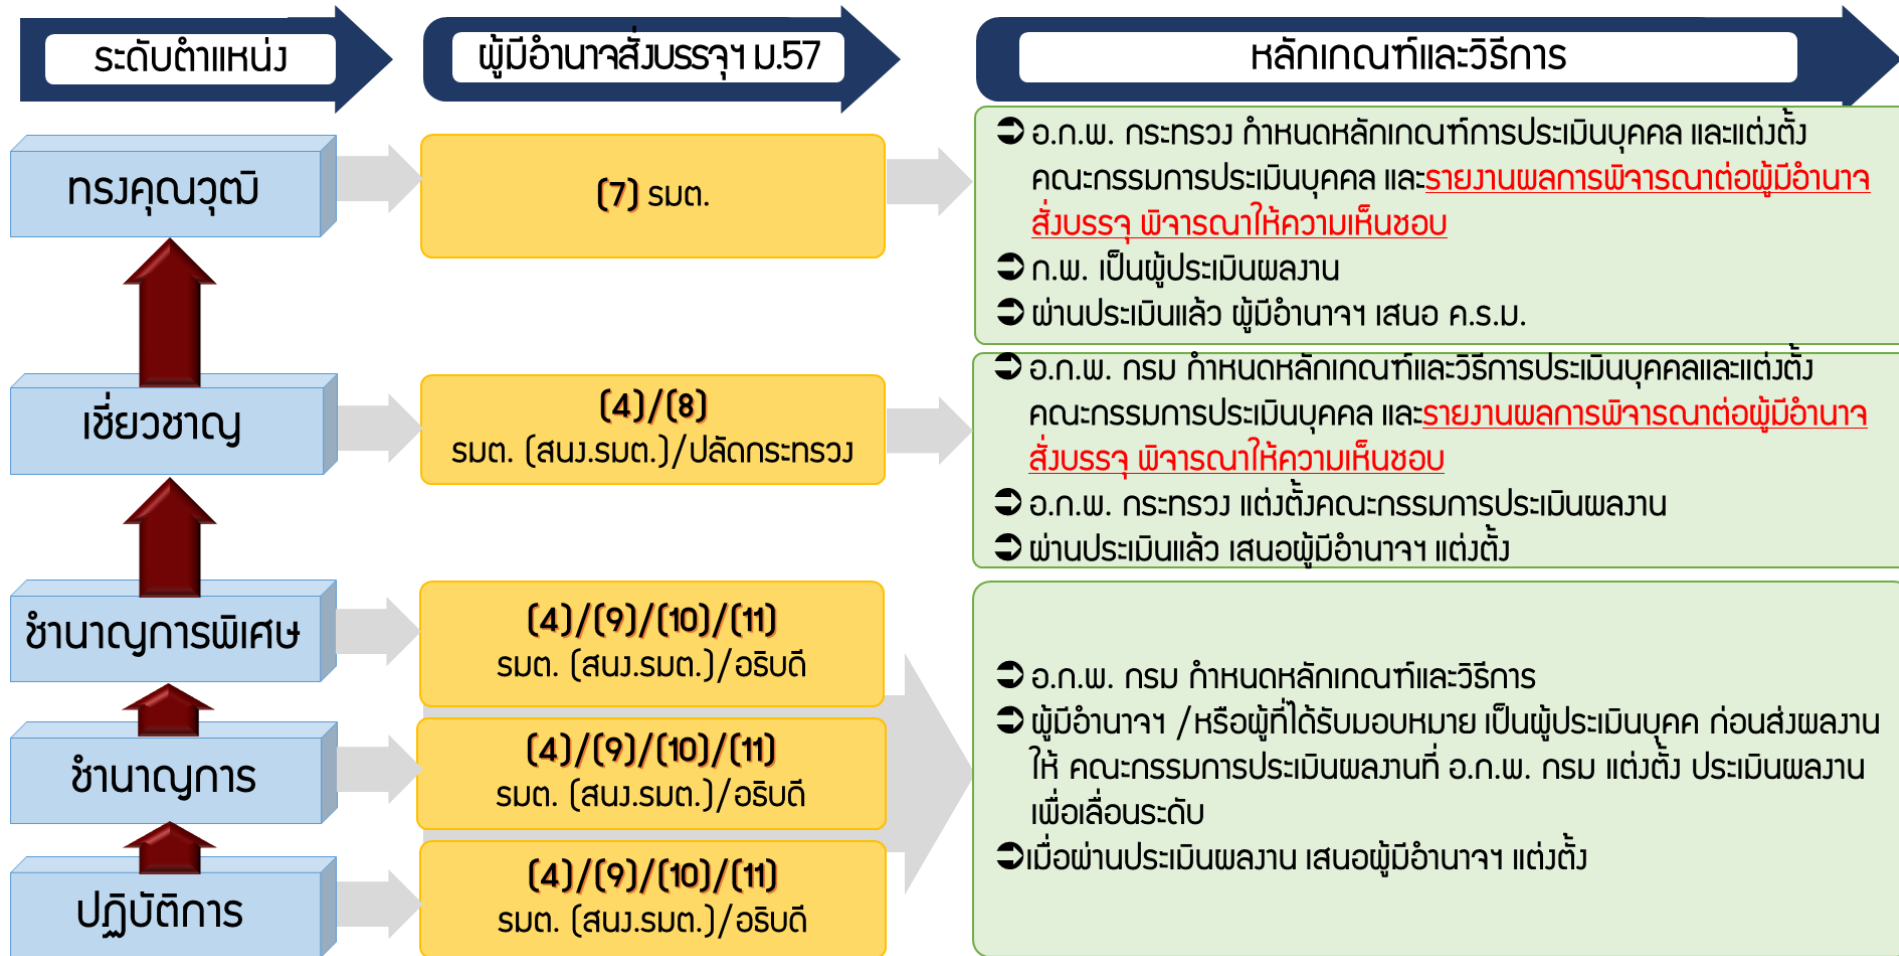 ระดับตำแหน่ง
ผู้มีอำนาจสั่งบรรจุฯ ม.57
หลักเกณฑ์และวิธีการ
ทรงคุณวุฒิ
(7) รมต.
➲ อ.ก.พ. กระทรวง กำหนดหลักเกณฑ์การประเมินบุคคล และแต่งตั้ง
คณะกรรมการประเมินบุคคล และรายงานผลการพิจารณาต่อผู้มีอำนาจ
สั่งบรรจุ พิจารณาให้ความเห็นชอบ
➲ ก.พ. เป็นผู้ประเมินผลงาน
➲ ผ่านประเมินแล้ว ผู้มีอำนาจฯ เสนอ ค.ร.ม.
เชี่ยวชาญ
(4)/(8)
รมต. (สนง.รมต.)/ปลัดกระทรวง
➲ อ.ก.พ. กรม กำหนดหลักเกณฑ์และวิธีการประเมินบุคคลและแต่งตั้ง
คณะกรรมการประเมินบุคคล และรายงานผลการพิจารณาต่อผู้มีอำนาจ
สั่งบรรจุ พิจารณาให้ความเห็นชอบ
➲ อ.ก.พ. กระทรวง แต่งตั้งคณะกรรมการประเมินผลงาน
➲ ผ่านประเมินแล้ว เสนอผู้มีอำนาจฯ แต่งตั้ง
ชำนาญการพิเศษ
(4)/(9)/(10)/(11)
รมต. (สนง.รมต.)/อธิบดี
ชำนาญการ
(4)/(9)/(10)/(11)
รมต. (สนง.รมต.)/อธิบดี
ปฏิบัติการ
(4)/(9)/(10)/(11)
รมต. (สนง.รมต.)/อธิบดี
➲ อ.ก.พ. กรม กำหนดหลักเกณฑ์และวิธีการ
➲ ผู้มีอำนาจฯ /หรือผู้ที่ได้รับมอบหมาย เป็นผู้ประเมินบุคค ก่อนส่งผลงาน
ให้ คณะกรรมการประเมินผลงานที่ อ.ก.พ. กรม แต่งตั้ง ประเมินผลงาน
เพื่อเลื่อนระดับ
➲เมื่อผ่านประเมินผลงาน เสนอผู้มีอำนาจฯ แต่งตั้ง